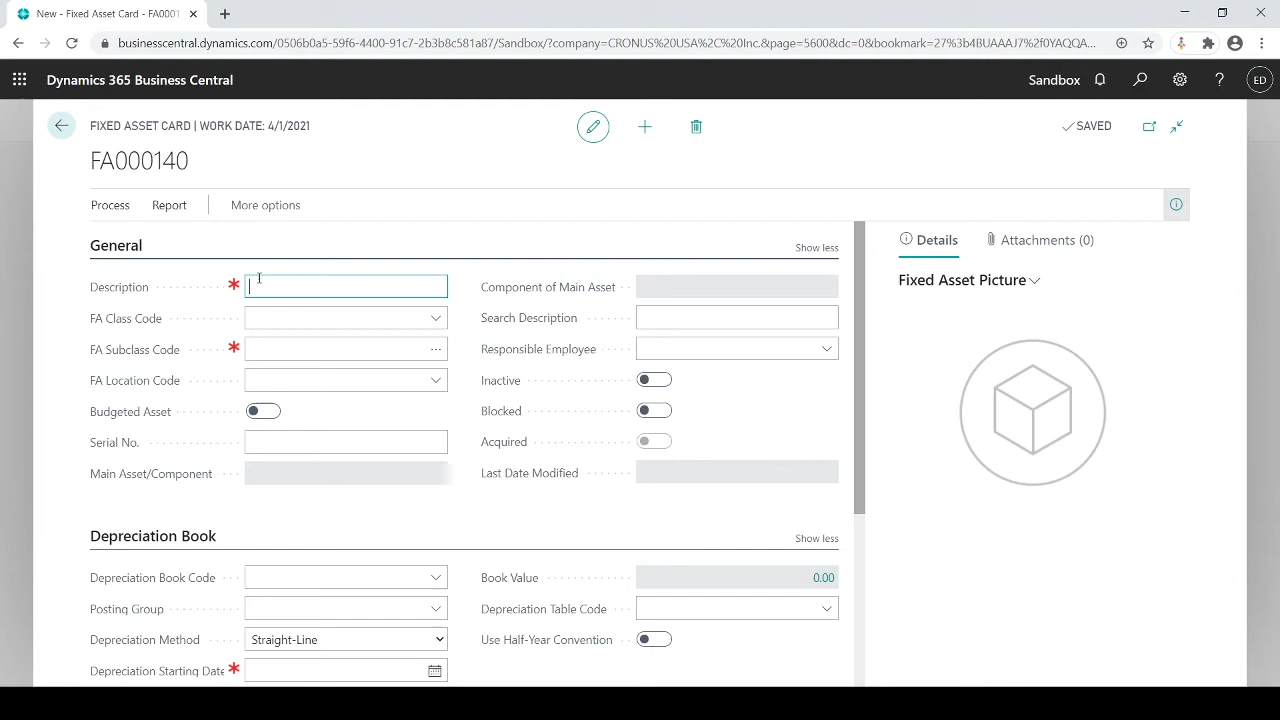 New - Fixed Asset Card - FA0001
businesscentral.dynamics.com/0506b0a5-59f6-4400-91c7-2b3b8c581a87/Sandbox/?company=CRONUS%20USA%2C%20Inc.&page=5600&dc=0&bookmark=27%3b4BUAAAJ7%2f0YAQQA...
Dynamics 365 Business Central
Sandbox
ED
FIXED ASSET CARD | WORK DATE: 4/1/2021
SAVED
FA000140
Process
Report
More options
General
Show less
Description
FA Class Code
FA Subclass Code
FA Location Code
Budgeted Asset
Serial No.
Main Asset/Component
Component of Main Asset
Search Description
Responsible Employee
Inactive
Blocked
Acquired
Last Date Modified
Depreciation Book
Show less
Depreciation Book Code
Posting Group
Depreciation Method Straight-Line
Depreciation Starting Date
Book Value 0.00
Depreciation Table Code
Use Half-Year Convention
Details
Attachments (0)
Fixed Asset Picture